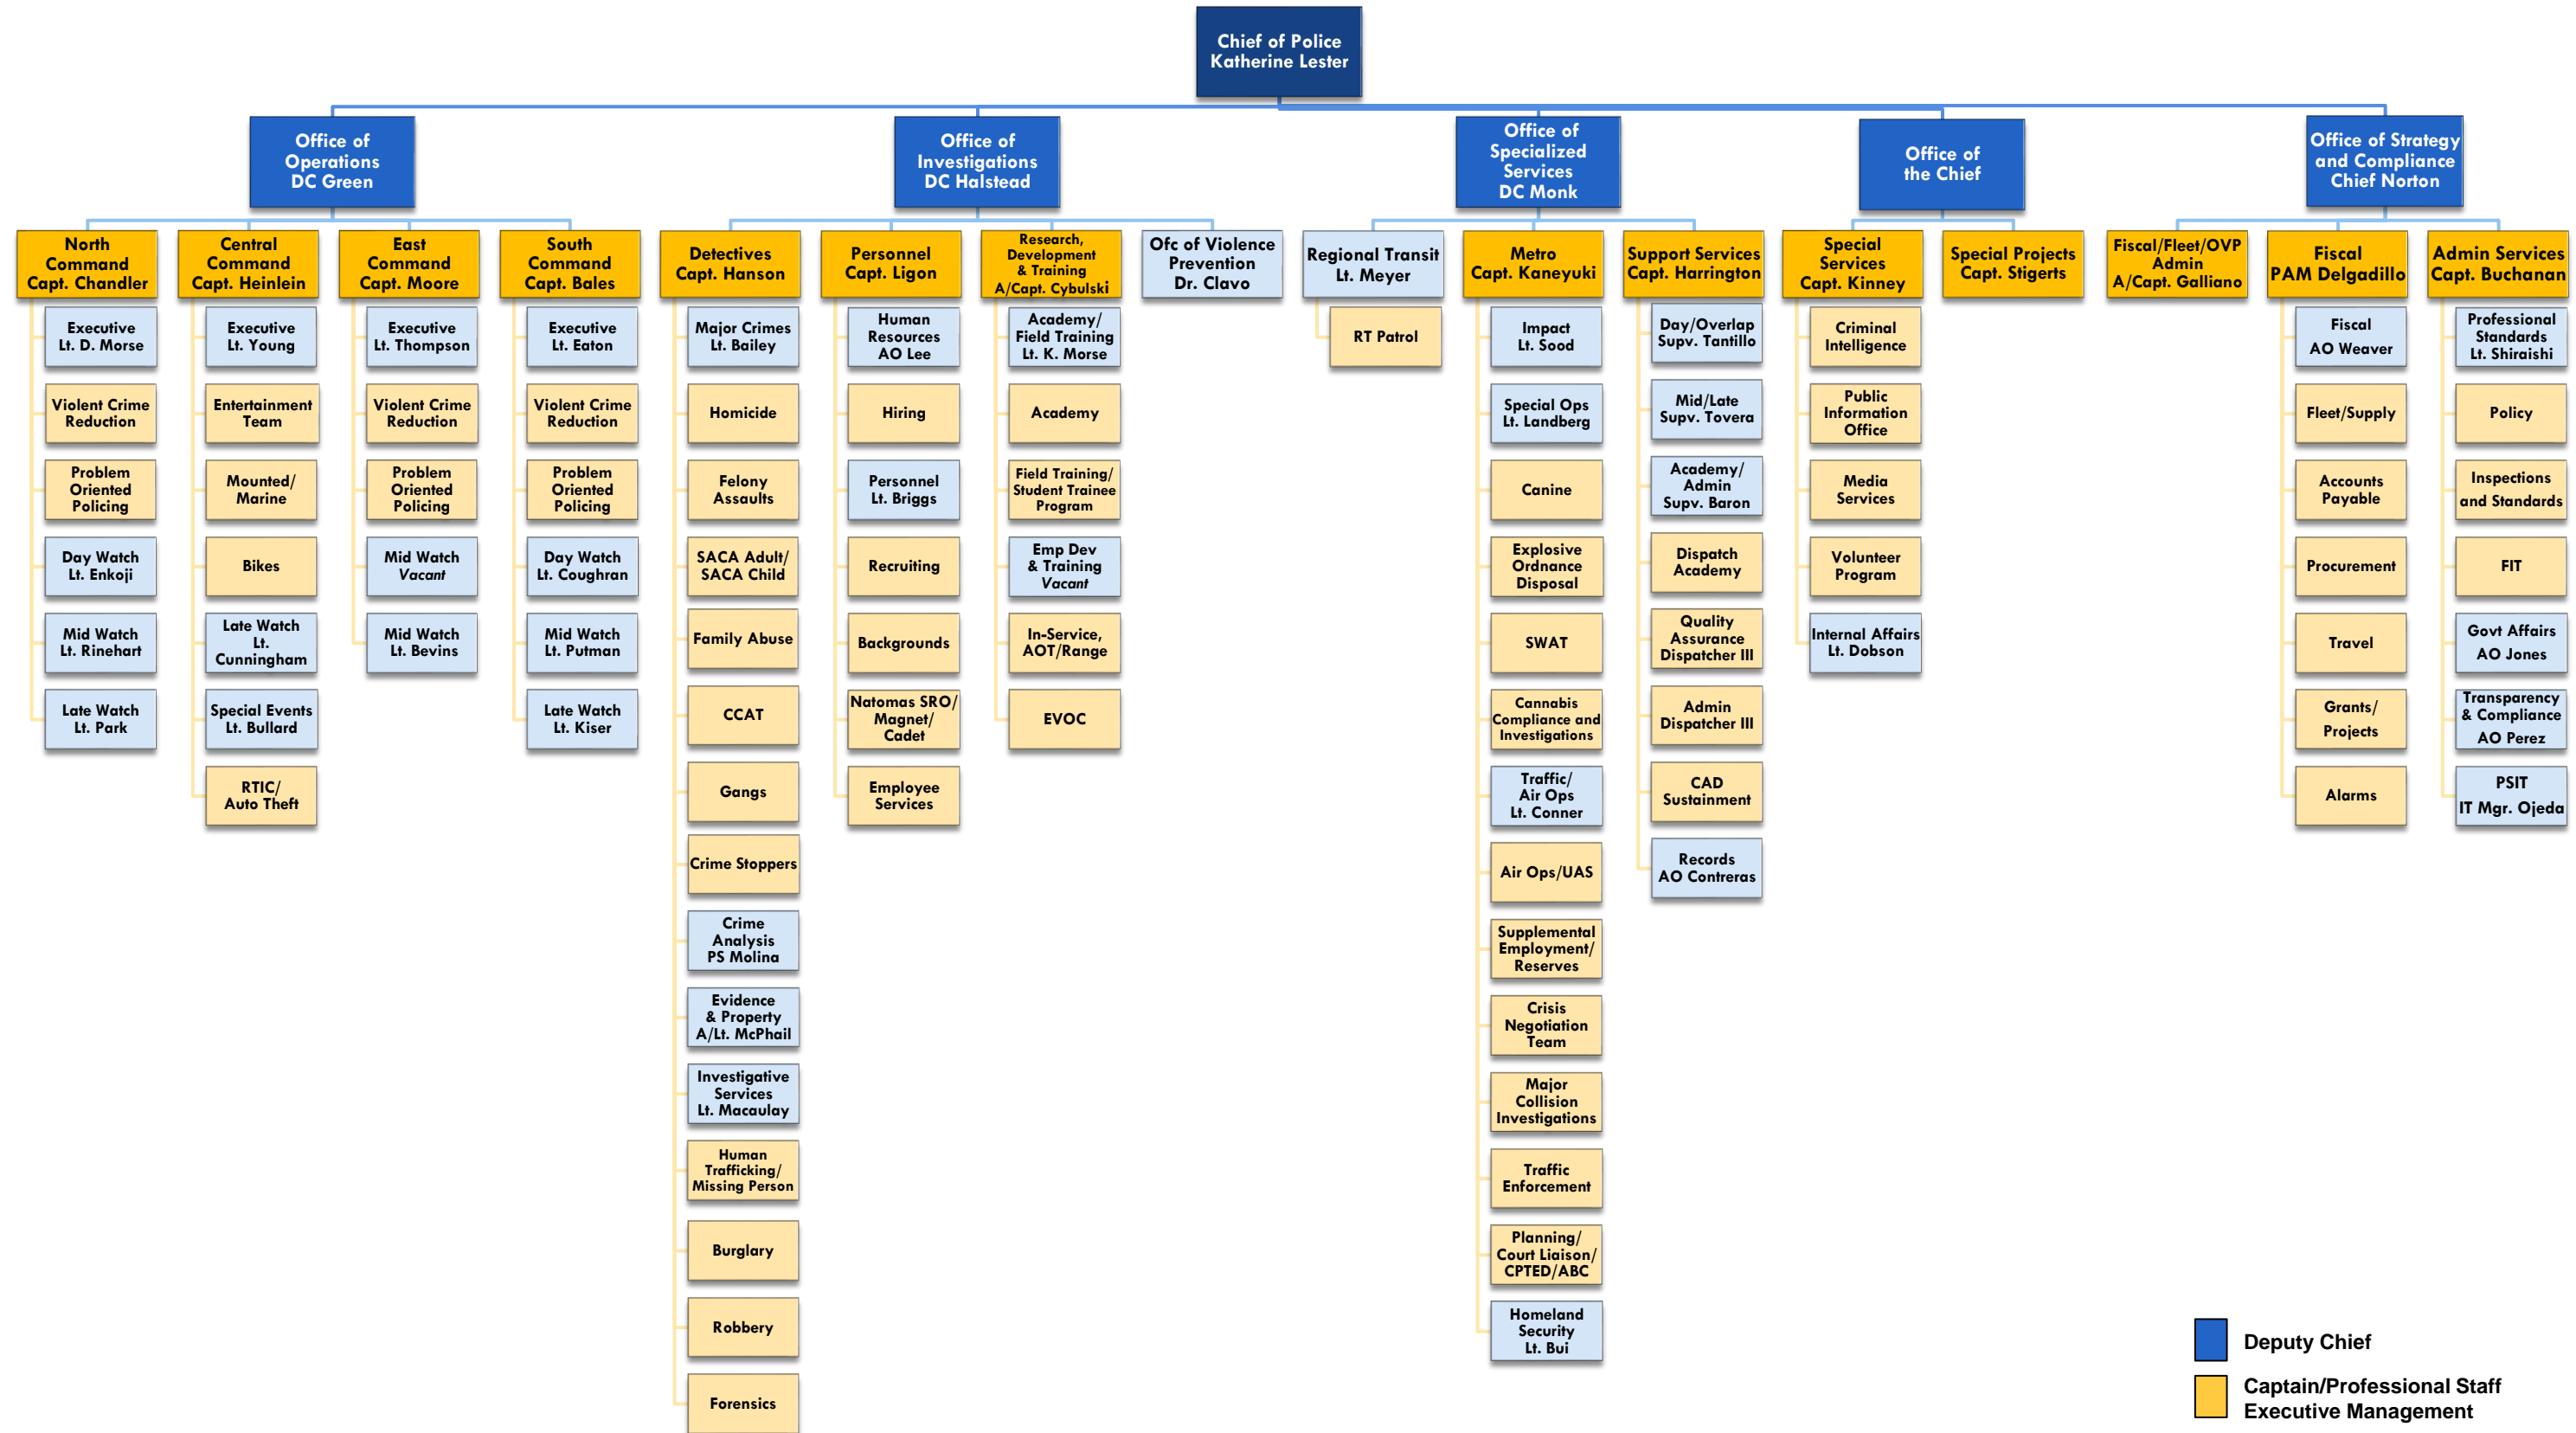 Chief of Police
Katherine Lester
Office of
Operations
DC Green
Office of
Investigations
DC Halstead
Office of
Specialized
Services
DC Monk
Office of
the Chief
Office of Strategy
and Compliance
Chief Norton
North
Command
Capt. Chandler
Executive
Lt. D. Morse
Violent Crime
Reduction
Problem
Oriented
Policing
Day Watch
Lt. Enkoji
Mid Watch
Lt. Rinehart
Late Watch
Lt. Park
Central
Command
Capt. Heinlein
Executive
Lt. Young
Entertainment
Team
Mounted/
Marine
Bikes
Late Watch
Lt.
Cunningham
Special Events
Lt. Bullard
RTIC/
Auto Theft
East
Command
Capt. Moore
Executive
Lt. Thompson
Violent Crime
Reduction
Problem
Oriented
Policing
Mid Watch
Vacant
Mid Watch
Lt. Bevins
South
Command
Capt. Bales
Executive
Lt. Eaton
Violent Crime
Reduction
Problem
Oriented
Policing
Day Watch
Lt. Coughran
Mid Watch
Lt. Putman
Late Watch
Lt. Kiser
Detectives
Capt. Hanson
Major Crimes
Lt. Bailey
Homicide
Felony
Assaults
SACA Adult/
SACA Child
Family Abuse
CCAT
Gangs
Crime Stoppers
Crime
Analysis
PS Molina
Evidence
& Property
A/Lt. McPhail
Investigative
Services
Lt. Macaulay
Human
Trafficking/
Missing Person
Burglary
Robbery
Forensics
Personnel
Capt. Ligon
Human
Resources
AO Lee
Hiring
Personnel
Lt. Briggs
Recruiting
Backgrounds
Natomas SRO/
Magnet/
Cadet
Employee
Services
Research,
Development
& Training
A/Capt. Cybulski
Academy/
Field Training
Lt. K. Morse
Academy
Field Training/
Student Trainee
Program
Emp Dev
& Training
Vacant
In-Service,
AOT/Range
EVOC
Ofc of Violence
Prevention
Dr. Clavo
Regional Transit
Lt. Meyer
RT Patrol
Metro
Capt. Kaneyuki
Impact
Lt. Sood
Special Ops
Lt. Landberg
Canine
Explosive
Ordnance
Disposal
SWAT
Cannabis
Compliance and
Investigations
Traffic/
Air Ops
Lt. Conner
Air Ops/UAS
Supplemental
Employment/
Reserves
Crisis
Negotiation
Team
Major
Collision
Investigations
Traffic
Enforcement
Planning/
Court Liaison/
CPTED/ABC
Homeland
Security
Lt. Bui
Support Services
Capt. Harrington
Day/Overlap
Supv. Tantillo
Mid/Late
Supv. Tovera
Academy/
Admin
Supv. Baron
Dispatch
Academy
Quality
Assurance
Dispatcher III
Admin
Dispatcher III
CAD
Sustainment
Records
AO Contreras
Special
Services
Capt. Kinney
Criminal
Intelligence
Public
Information
Office
Media
Services
Volunteer
Program
Internal Affairs
Lt. Dobson
Special Projects
Capt. Stigerts
Fiscal/Fleet/OVP
Admin
A/Capt. Galliano
Fiscal
PAM Delgadillo
Fiscal
AO Weaver
Fleet/Supply
Accounts
Payable
Procurement
Travel
Grants/
Projects
Alarms
Admin Services
Capt. Buchanan
Professional
Standards
Lt. Shiraishi
Policy
Inspections
and Standards
FIT
Govt Affairs
AO Jones
Transparency
& Compliance
AO Perez
PSIT
IT Mgr. Ojeda
Deputy Chief
Captain/Professional Staff
Executive Management